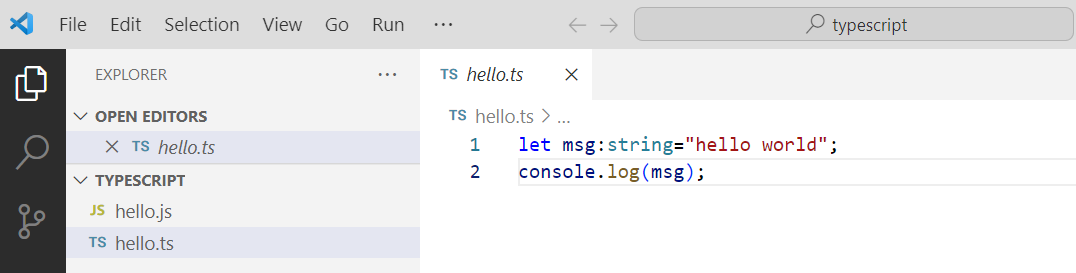 File Edit Selection View Go Run ··· ← → typescript
EXPLORER ···
OPEN EDITORS
TS hello.ts
TYPESCRIPT
JS hello.js
TS hello.ts
TS hello.ts
TS hello.ts > ...
1 let msg:string="hello world";
2 console.log(msg);